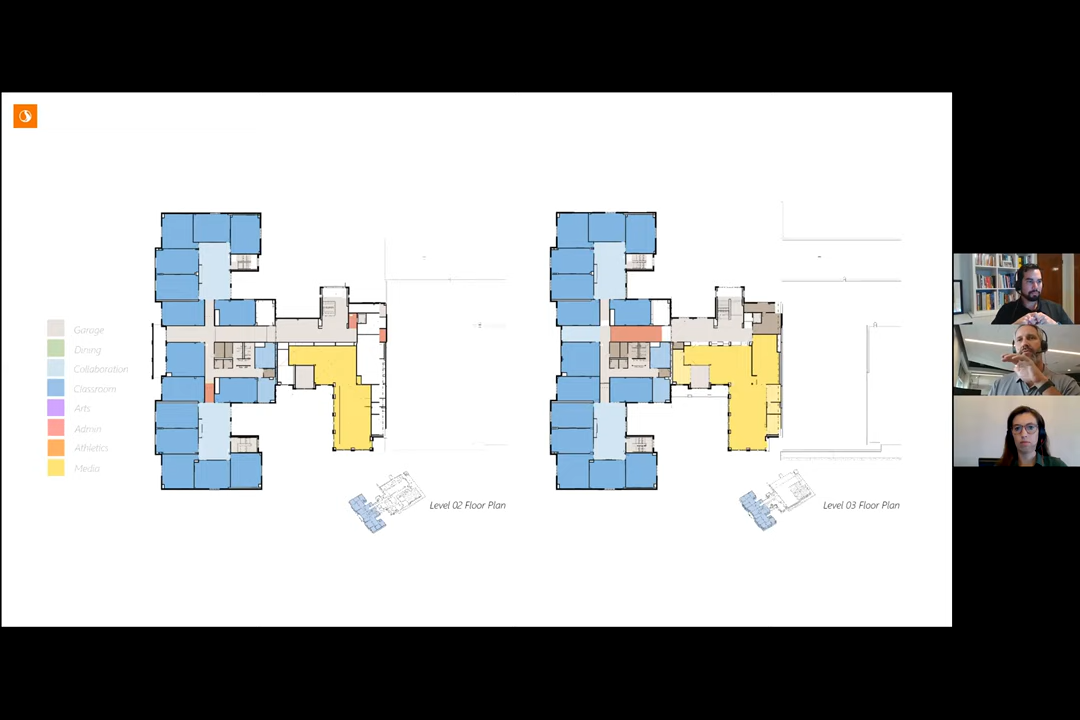 Garage
Dining
Collaboration
Classroom
Arts
Admin
Athletics
Media
Level 02 Floor Plan
Level 03 Floor Plan